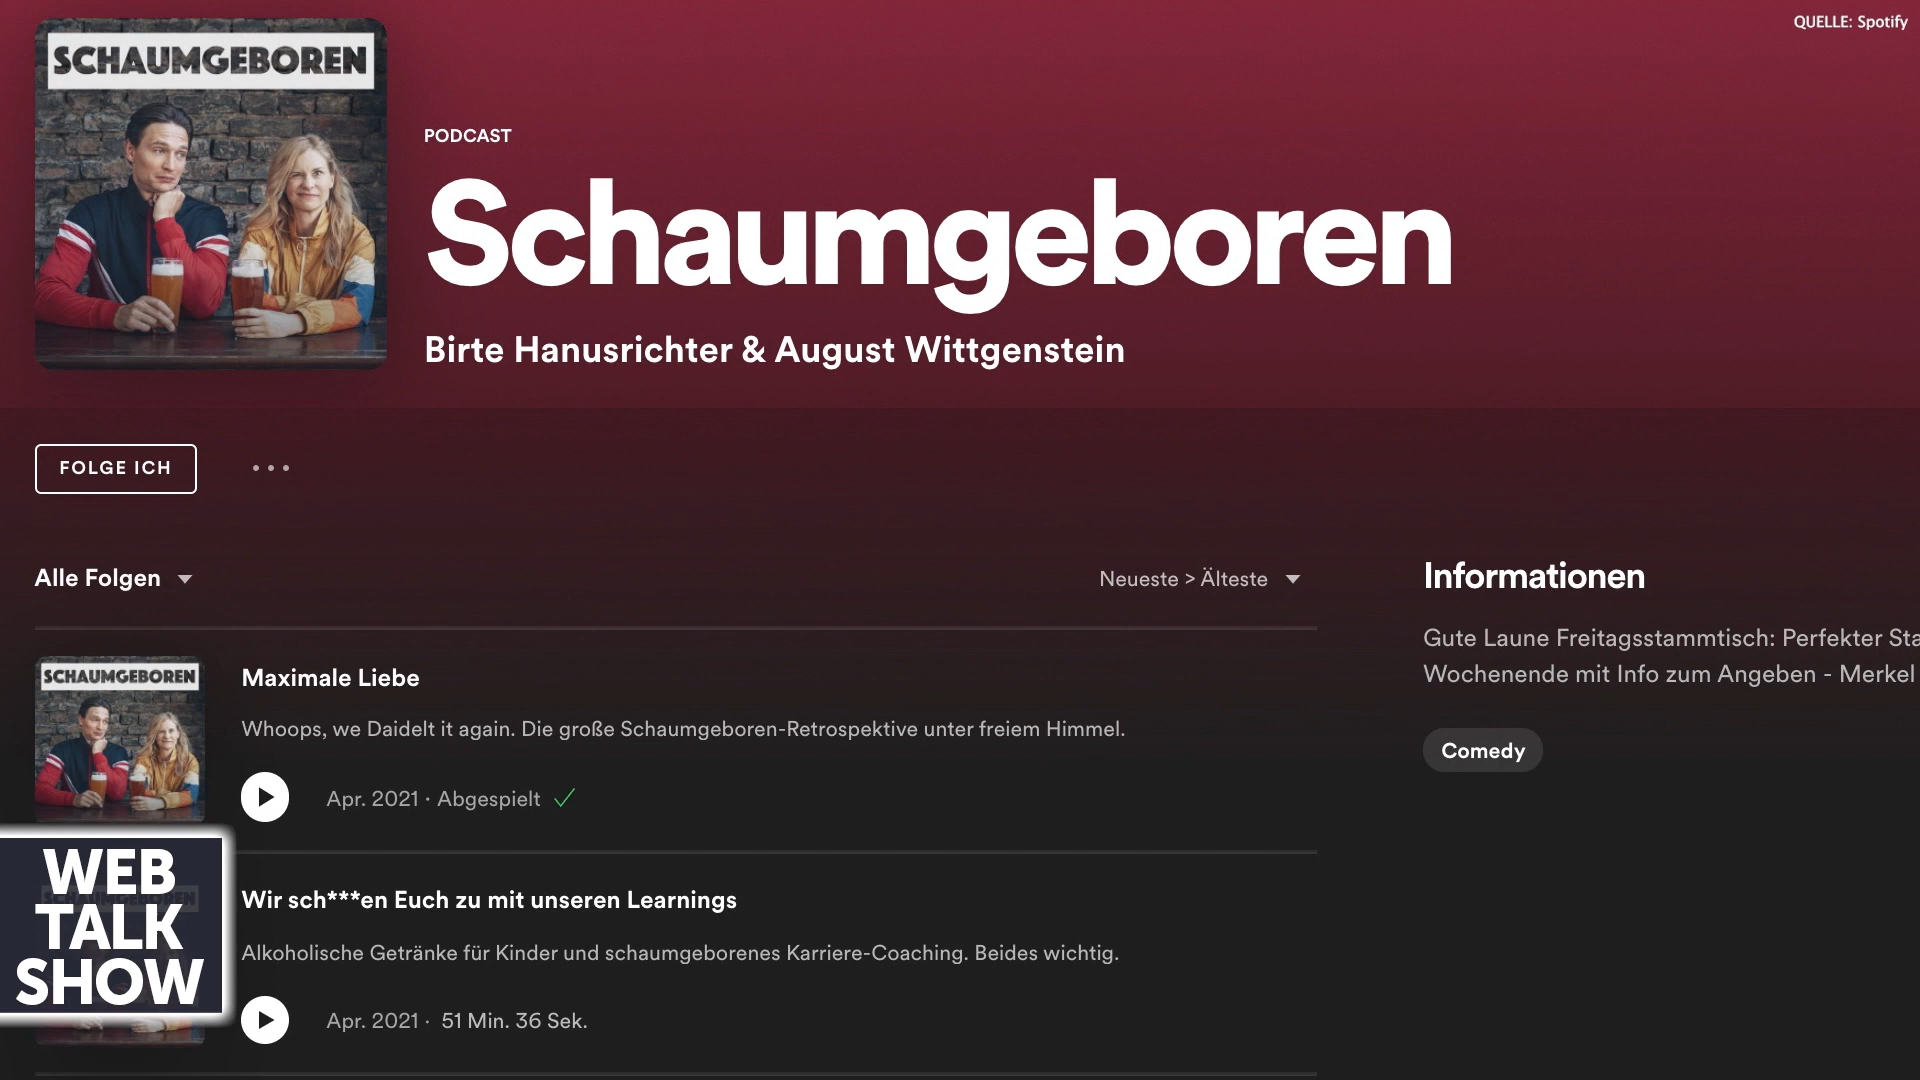 QUELLE: Spotify
SCHAUMGEBOREN
PODCAST
Schaumgeboren
Birte Hanusrichter & August Wittgenstein
FOLGE ICH
Alle Folgen
Neueste > Älteste
Informationen
Gute Laune Freitagsstammtisch: Perfekter Sta
Wochenende mit Info zum Angeben - Merkel
Comedy
SCHAUMGEBOREN
Maximale Liebe
Whoops, we Daidelt it again. Die große Schaumgeboren-Retrospektive unter freiem Himmel.
Apr. 2021 · Abgespielt
WEB
TALK
SHOW
SCHAUMGEBOREN
Wir sch***en Euch zu mit unseren Learnings
Alkoholische Getränke für Kinder und schaumgeborenes Karriere-Coaching. Beides wichtig.
Apr. 2021 · 51 Min. 36 Sek.